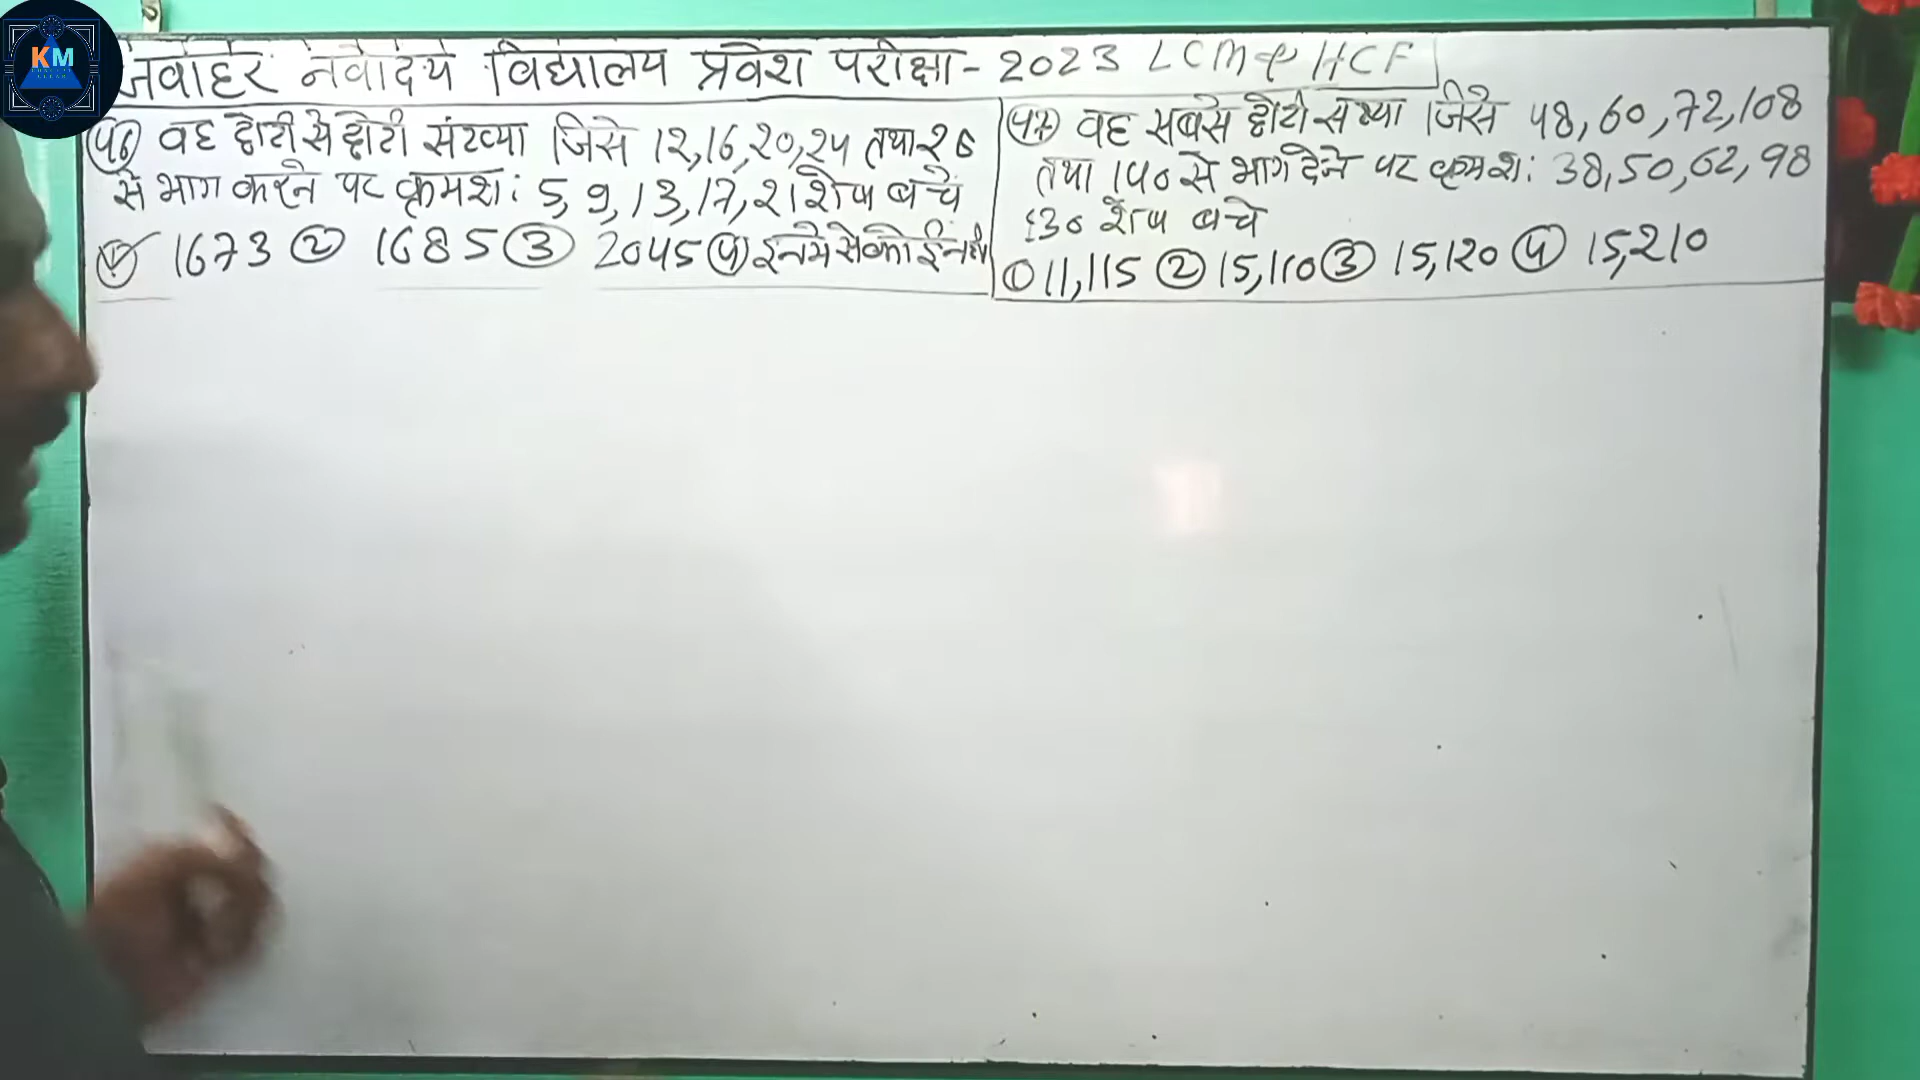 KM
जवाहर नवोदय विद्यालय प्रवेश परीक्षा - 2023 LCM & HCF
46 वह छोटी से छोटी संख्या जिसे 12,16,20,24 तथा 28
से भाग करने पर क्रमश: 5, 9, 13, 17, 21 शेष बचे
1673 ② 1685 ③ 2045 ④ इनमें से कोई नहीं
47 वह सबसे छोटी संख्या जिसे 48,60,72,108
तथा 140 से भाग देने पर क्रमश: 38,50,62,98
130 शेष बचे
① 11,115 ② 15,110 ③ 15,120 ④ 15,210